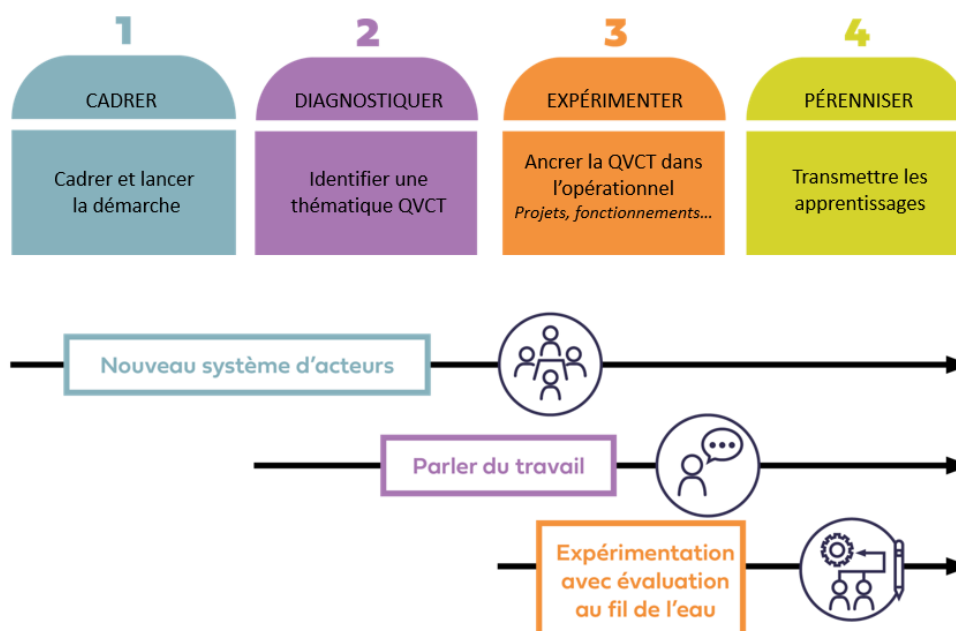 1
2
3
4
CADRER
DIAGNOSTIQUER
EXPÉRIMENTER
PÉRENNISER
Cadrer et lancer
la démarche
Identifier une
thématique QVCT
Ancrer la QVCT dans
l'opérationnel
Projets, fonctionnements...
Transmettre les
apprentissages
Nouveau système d'acteurs
Parler du travail
Expérimentation
avec évaluation
au fil de l'eau